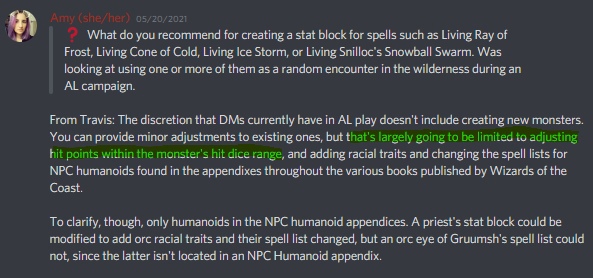 Amy (she/her) 05/20/2021
❓ What do you recommend for creating a stat block for spells such as Living Ray of
Frost, Living Cone of Cold, Living Ice Storm, or Living Snilloc's Snowball Swarm. Was
looking at using one or more of them as a random encounter in the wilderness during an
AL campaign.
From Travis: The discretion that DMs currently have in AL play doesn't include creating new monsters.
You can provide minor adjustments to existing ones, but that's largely going to be limited to adjusting
hit points within the monster's hit dice range, and adding racial traits and changing the spell lists for
NPC humanoids found in the appendixes throughout the various books published by Wizards of the
Coast.
To clarify, though, only humanoids in the NPC humanoid appendices. A priest's stat block could be
modified to add orc racial traits and their spell list changed, but an orc eye of Gruumsh's spell list could
not, since the latter isn't located in an NPC Humanoid appendix.